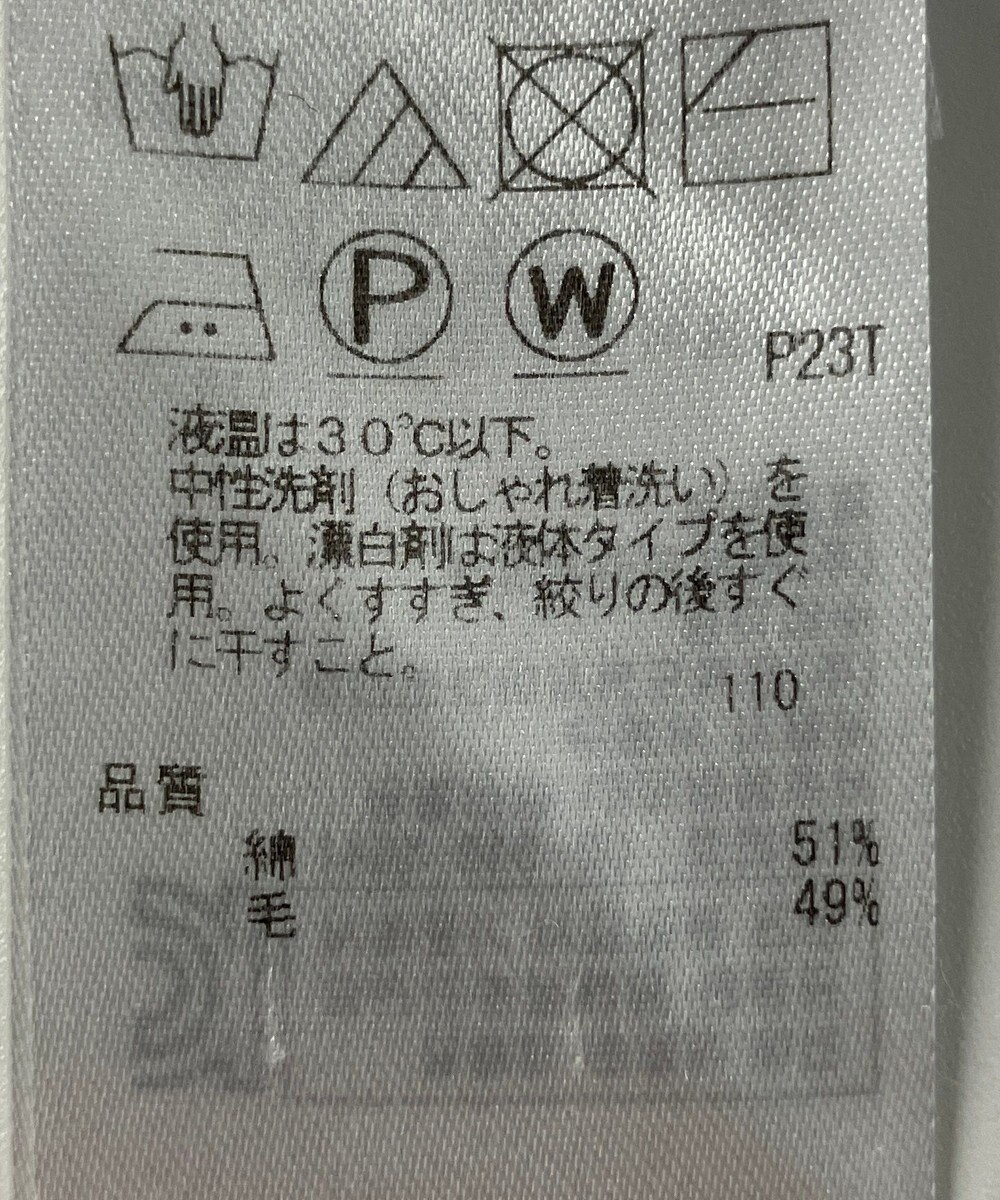 P
W
P23T
液温は30℃以下。
中性洗剤(おしゃれ着洗い)を
使用。漂白剤は液体タイプを使
用。よくすすぎ、絞りの後すぐ
に干すこと。
110
品質
綿 51%
毛 49%